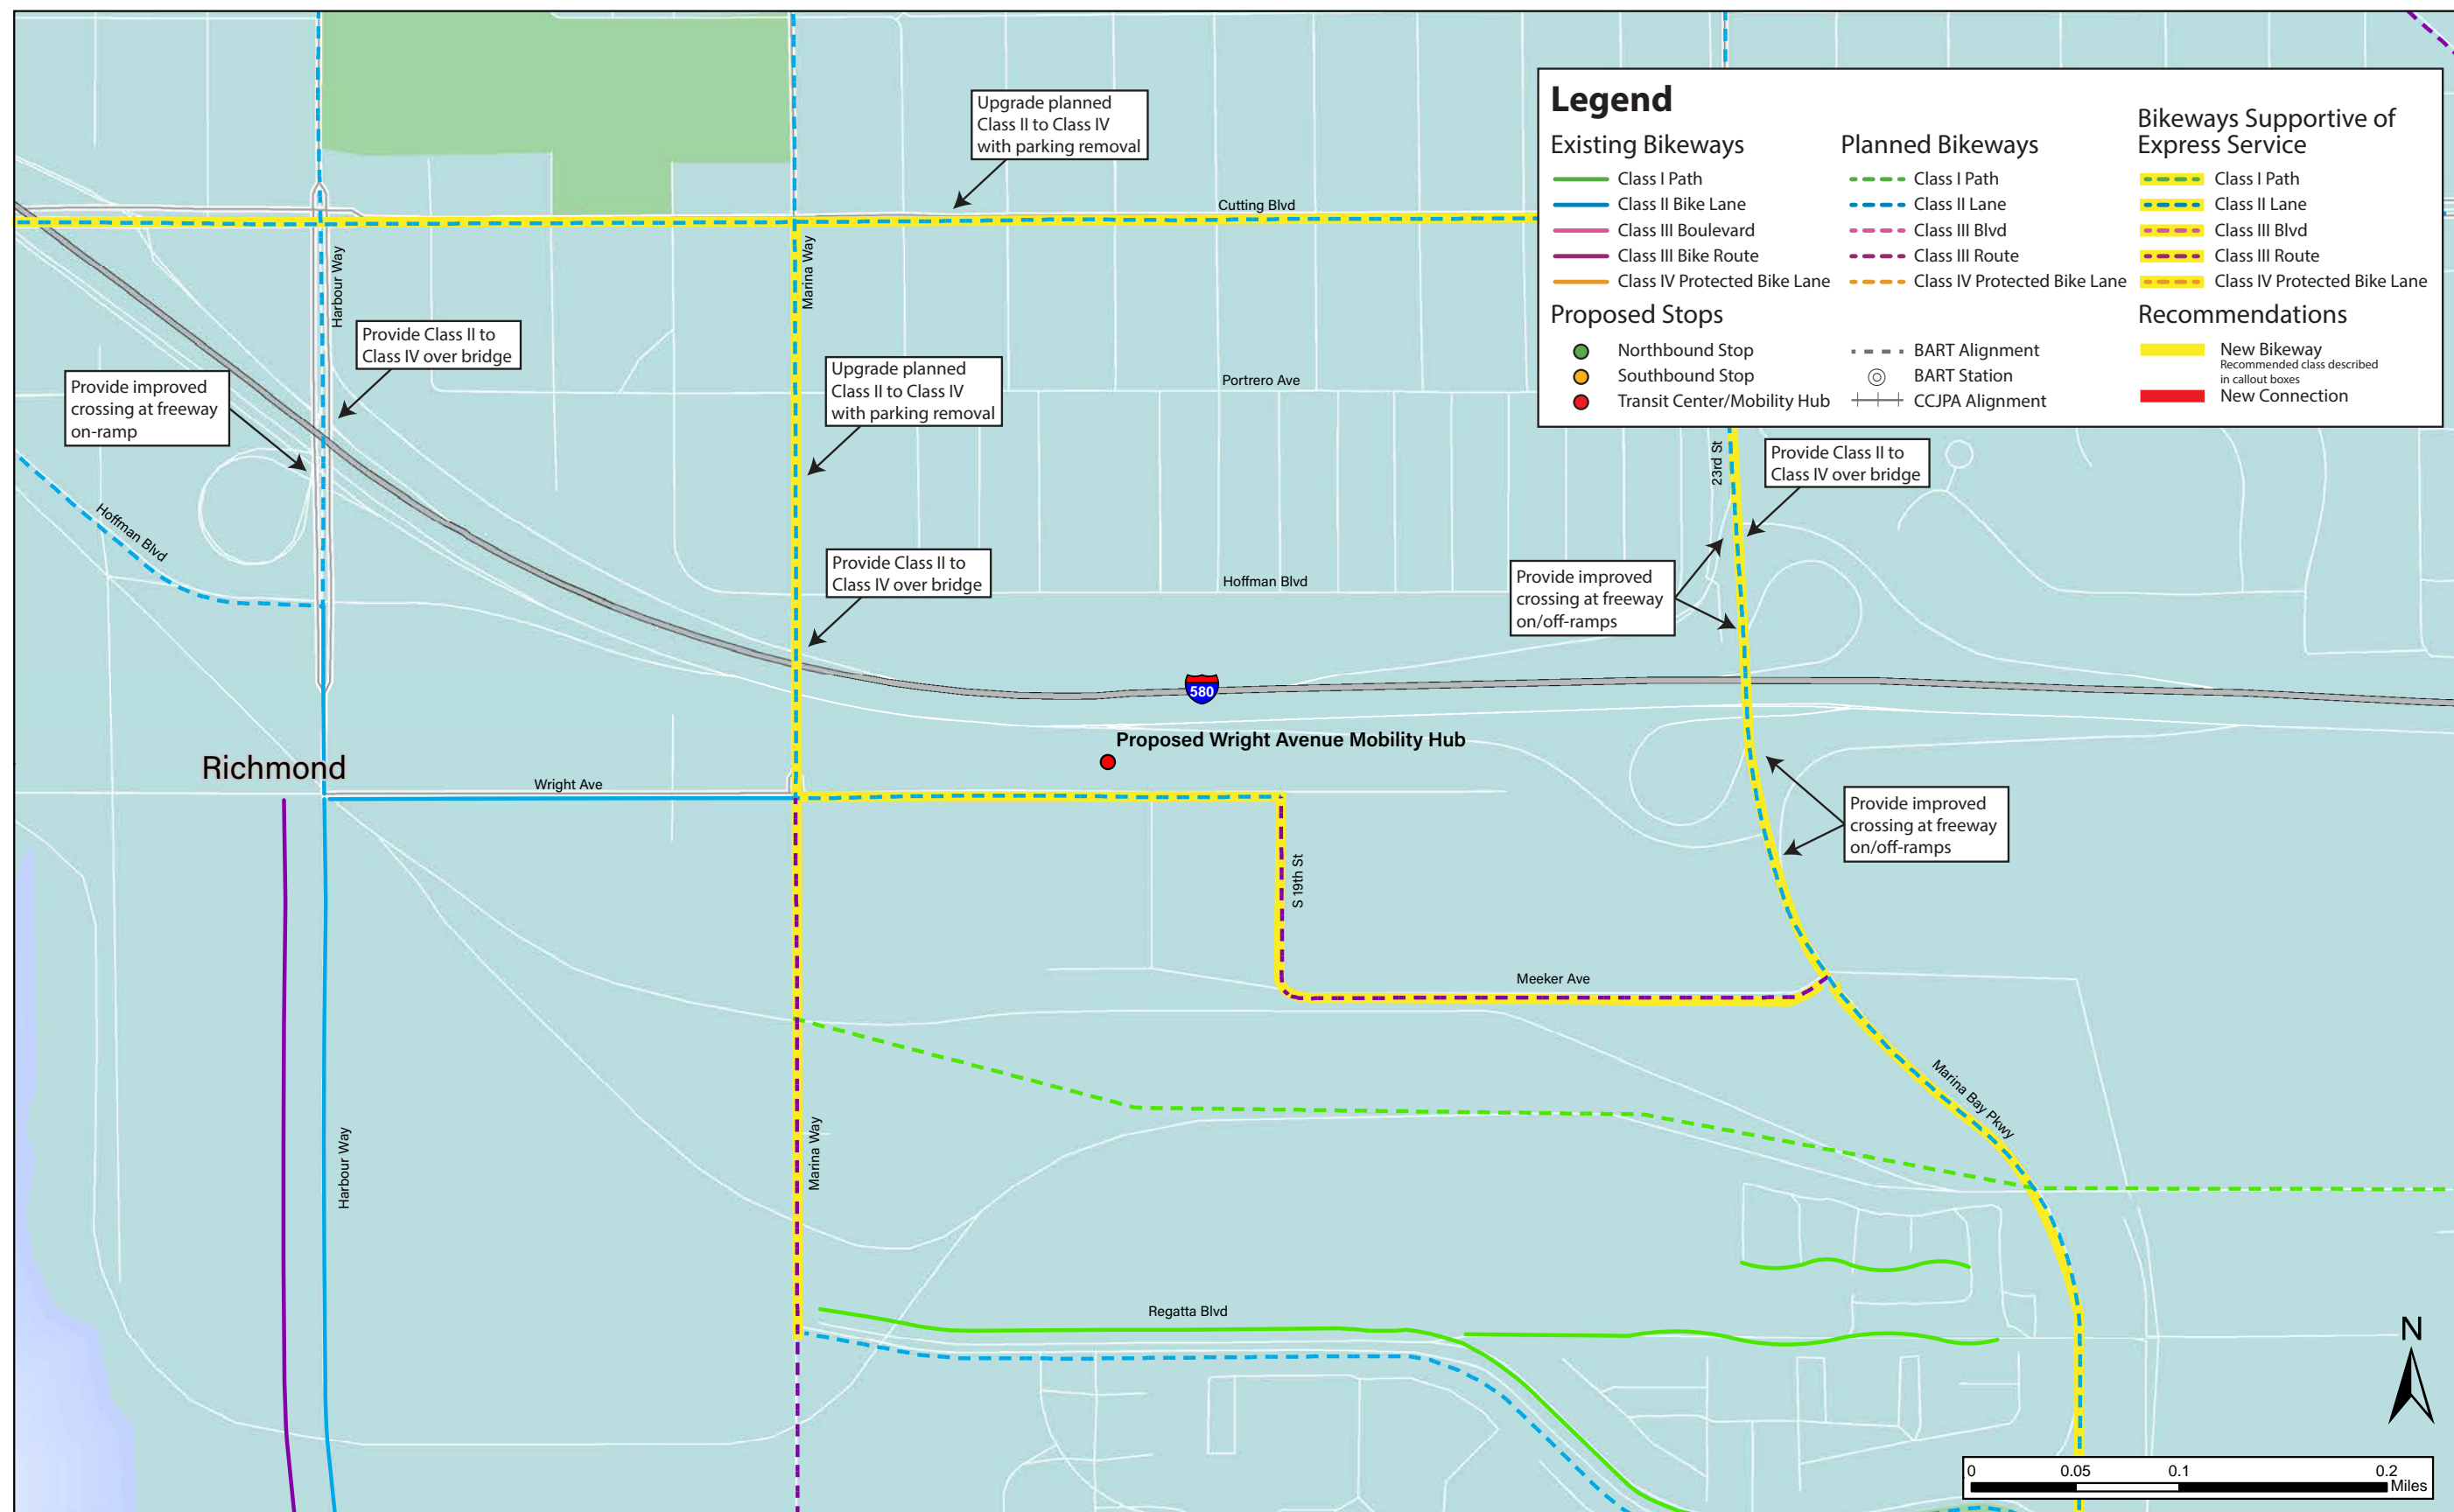 Upgrade planned
Class II to Class IV
with parking removal
Cutting Blvd
Harbour Way
Marina Way
Provide Class II to
Class IV over bridge
Provide improved
crossing at freeway
on-ramp
Upgrade planned
Class II to Class IV
with parking removal
Portrero Ave
Hoffman Blvd
Provide Class II to
Class IV over bridge
Hoffman Blvd
23rd St
Provide Class II to
Class IV over bridge
Provide improved
crossing at freeway
on/off-ramps
580
Proposed Wright Avenue Mobility Hub
Richmond
Wright Ave
Provide improved
crossing at freeway
on/off-ramps
S 19th St
Meeker Ave
Marina Bay Pkwy
Harbour Way
Marina Way
Regatta Blvd
Legend
Existing Bikeways
Class I Path
Class II Bike Lane
Class III Boulevard
Class III Bike Route
Class IV Protected Bike Lane
Planned Bikeways
Class I Path
Class II Lane
Class III Blvd
Class III Route
Class IV Protected Bike Lane
Bikeways Supportive of
Express Service
Class I Path
Class II Lane
Class III Blvd
Class III Route
Class IV Protected Bike Lane
Proposed Stops
Northbound Stop
Southbound Stop
Transit Center/Mobility Hub
BART Alignment
BART Station
CCJPA Alignment
Recommendations
New Bikeway
Recommended class described
in callout boxes
New Connection
N
0 0.05 0.1 0.2
Miles